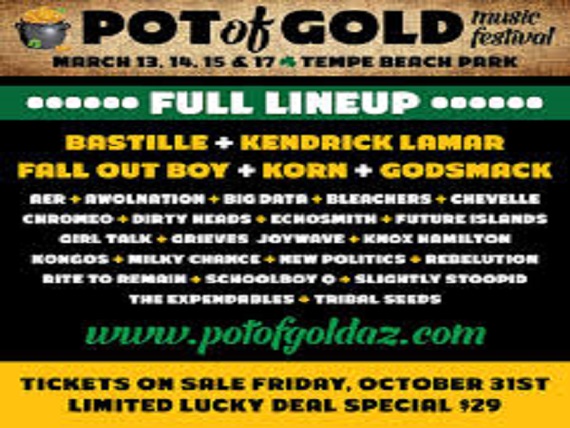 POT of GOLD music festival
MARCH 13, 14, 15 & 17 ☘ TEMPE BEACH PARK
•••••• FULL LINEUP ••••••
BASTILLE + KENDRICK LAMAR
FALL OUT BOY + KORN + GODSMACK
AER + AWOLNATION + BIG DATA + BLEACHERS + CHEVELLE
CHROMEO + DIRTY HEADS + ECHOSMITH + FUTURE ISLANDS
GIRL TALK + GRIEVES JOYWAVE + KNOX HAMILTON
KONGOS + MILKY CHANCE + NEW POLITICS + REBELUTION
RITE TO REMAIN + SCHOOLBOY Q + SLIGHTLY STOOPID
THE EXPENDABLES + TRIBAL SEEDS
www.potofgoldaz.com
TICKETS ON SALE FRIDAY, OCTOBER 31ST
LIMITED LUCKY DEAL SPECIAL $29